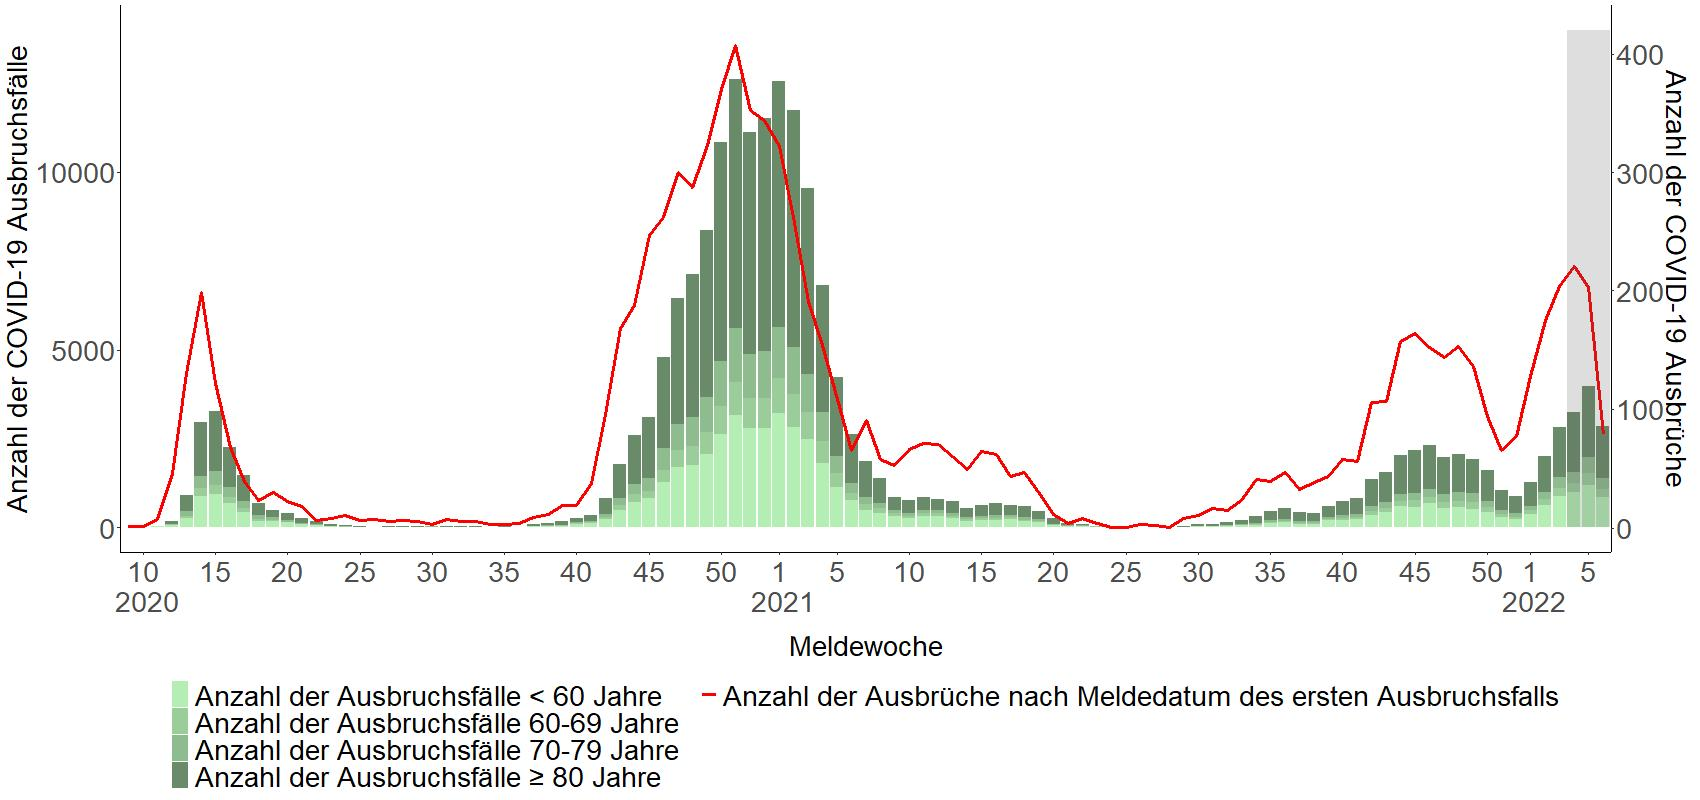 Anzahl der COVID-19 Ausbruchsfälle
10000
5000
0
400
300
200
100
0
Anzahl der COVID-19 Ausbrüche
10 15 20 25 30 35 40 45 50 1 5 10 15 20 25 30 35 40 45 50 1 5
2020 2021 2022
Meldewoche
Anzahl der Ausbruchsfälle < 60 Jahre
Anzahl der Ausbruchsfälle 60-69 Jahre
Anzahl der Ausbruchsfälle 70-79 Jahre
Anzahl der Ausbruchsfälle ≥ 80 Jahre
Anzahl der Ausbrüche nach Meldedatum des ersten Ausbruchsfalls